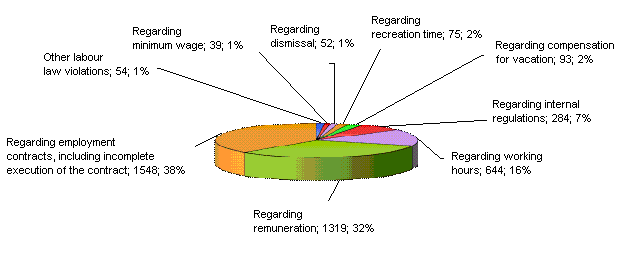 Regarding
minimum wage; 39; 1%
Regarding
dismissal; 52; 1%
Regarding
recreation time; 75; 2%
Other labour
law violations; 54; 1%
Regarding compensation
for vacation; 93; 2%
Regarding internal
regulations; 284; 7%
Regarding employment
contracts, including incomplete
execution of the contract; 1548; 38%
Regarding working
hours; 644; 16%
Regarding
remuneration; 1319; 32%